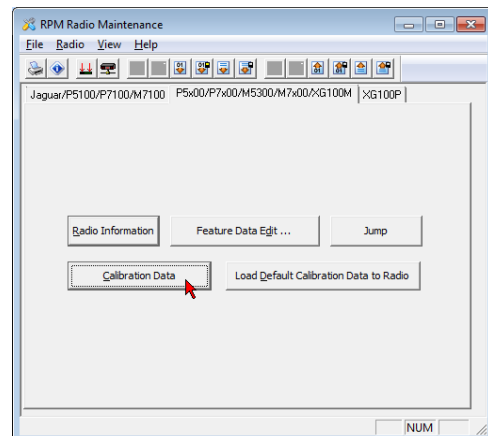 RPM Radio Maintenance
File Radio View Help
Jaguar/P5100/P7100/M7100 P5x00/P7x00/M5300/M7x00/XG100M XG100P
Radio Information Feature Data Edit ... Jump
Calibration Data Load Default Calibration Data to Radio
NUM